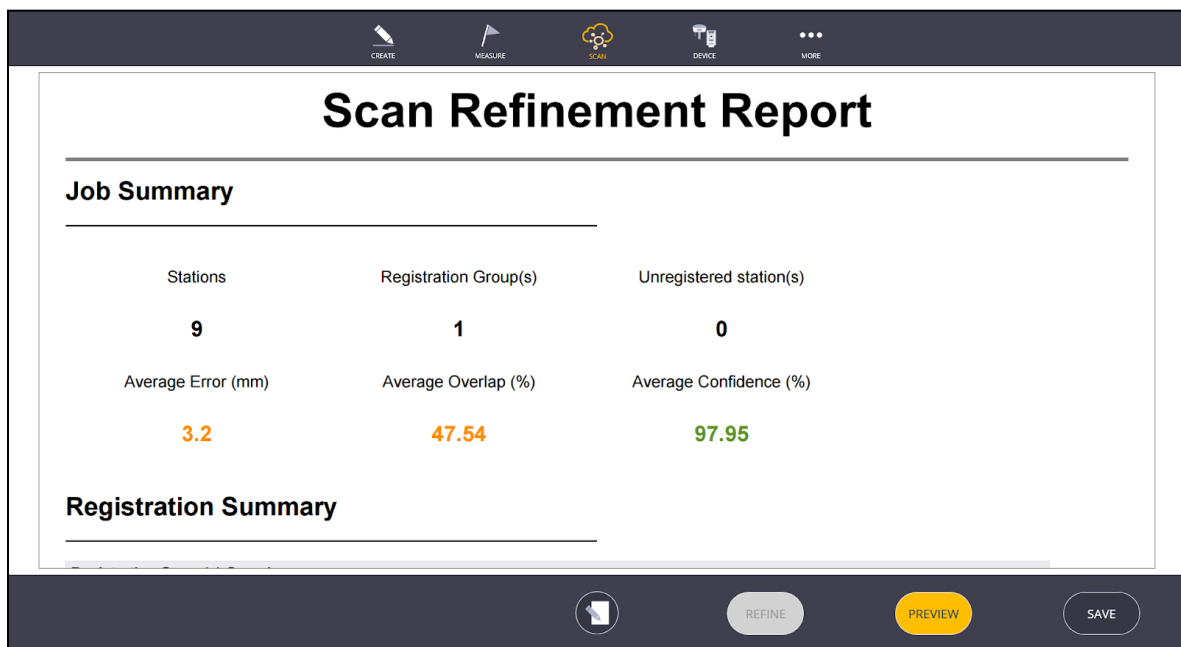 CREATE MEASURE SCAN DEVICE MORE
Scan Refinement Report
Job Summary
Stations Registration Group(s) Unregistered station(s)
9 1 0
Average Error (mm) Average Overlap (%) Average Confidence (%)
3.2 47.54 97.95
Registration Summary
REFINE PREVIEW SAVE